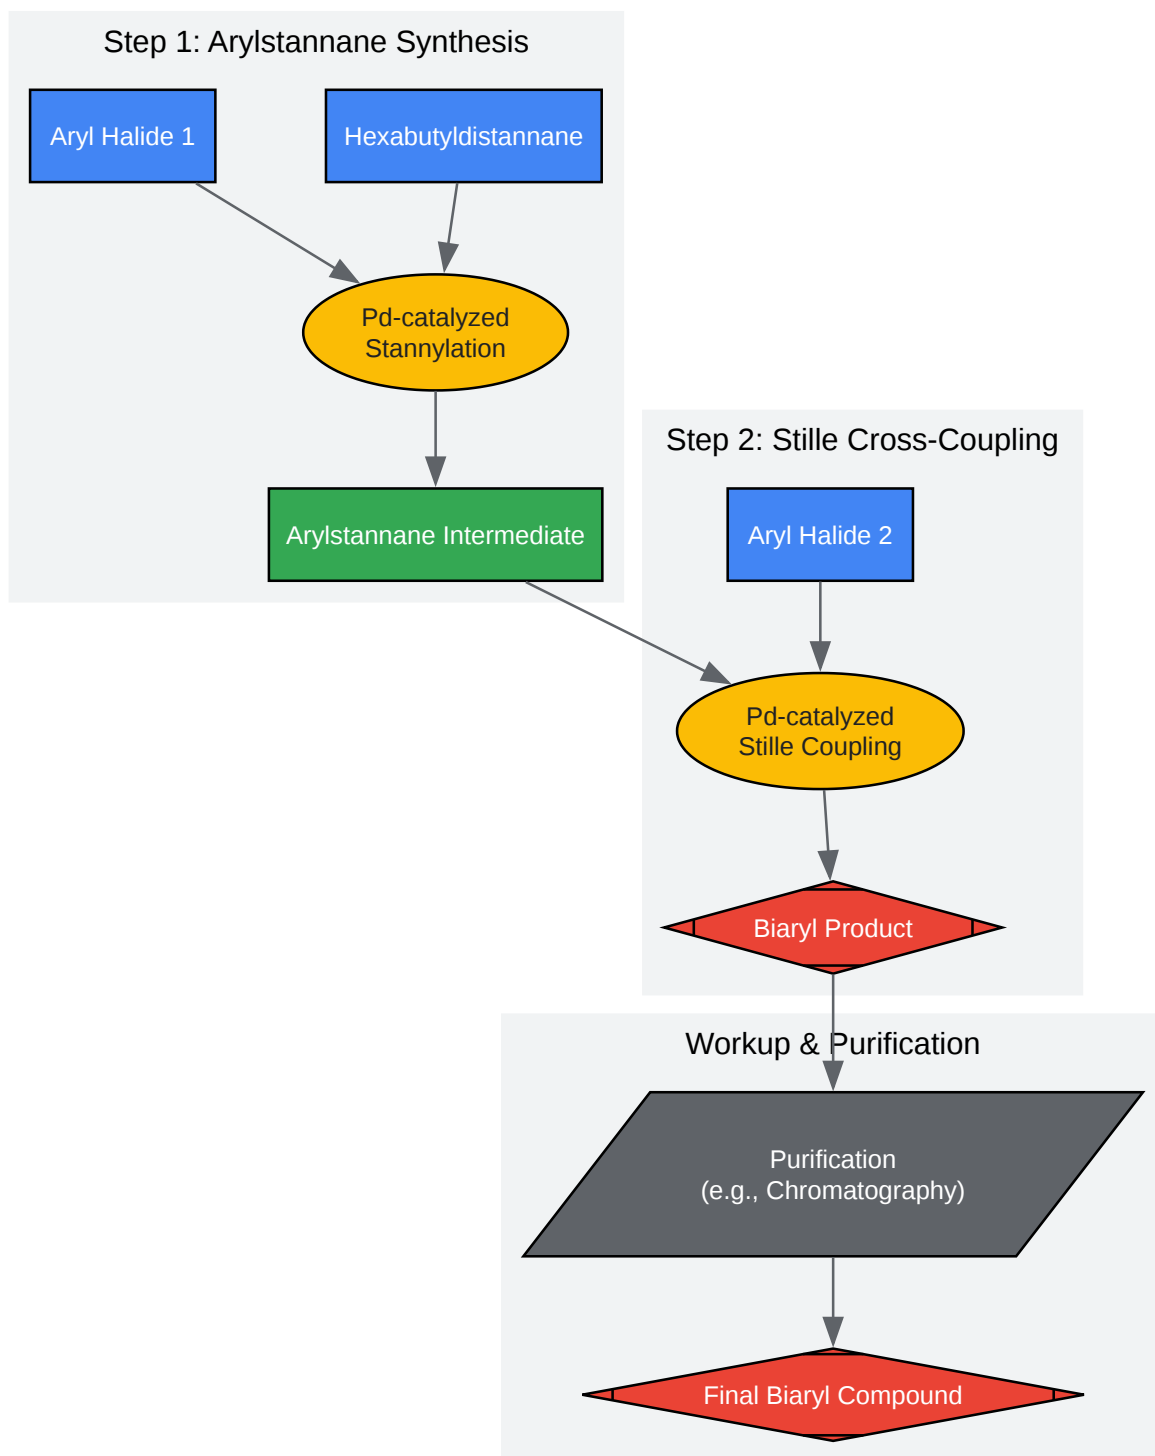 Step 1: Arylstannane Synthesis
Aryl Halide 1
Hexabutyldistannane
Pd-catalyzed
Stannylation
Arylstannane Intermediate
Step 2: Stille Cross-Coupling
Aryl Halide 2
Pd-catalyzed
Stille Coupling
Biaryl Product
Workup & Purification
Purification
(e.g., Chromatography)
Final Biaryl Compound